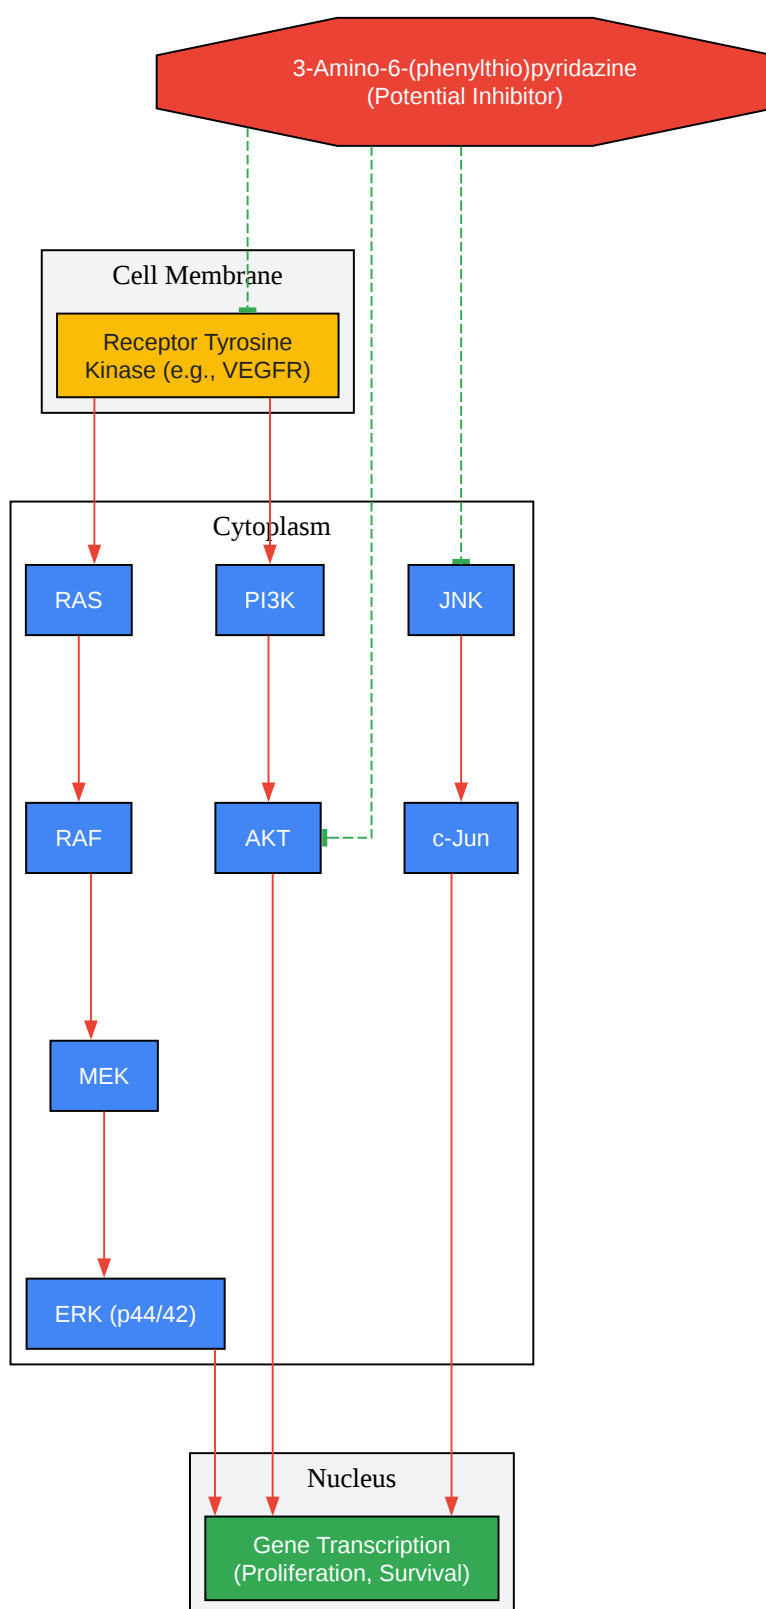 3-Amino-6-(phenylthio)pyridazine
(Potential Inhibitor)
Cell Membrane
Receptor Tyrosine
Kinase (e.g., VEGFR)
Cytoplasm
RAS
PI3K
JNK
RAF
AKT
c-Jun
MEK
ERK (p44/42)
Nucleus
Gene Transcription
(Proliferation, Survival)